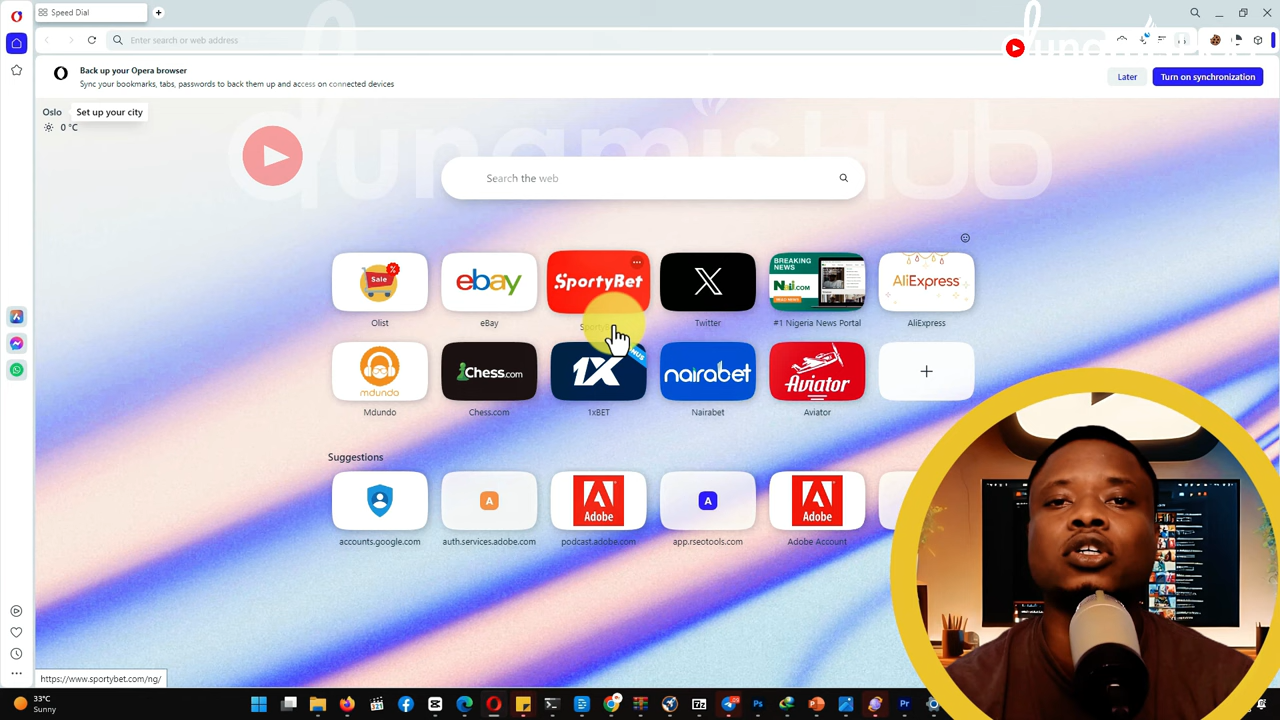 Speed Dial
Enter search or web address
Back up your Opera browser
Sync your bookmarks, tabs, passwords to back them up and access on connected devices
Later
Turn on synchronization
Oslo
Set up your city
0 °C
dunamis Hub
Search the web
Sale
ebay
SportyBet
X
BREAKING
NEWS
AliExpress
Olist
eBay
Twitter
#1 Nigeria News Portal
AliExpress
mdundo
Chess.com
1X
nairabet
Aviator
+
Mdundo
Chess.com
1xBET
Nairabet
Aviator
Suggestions
A
Adobe
A
Adobe
accounts.google.com
podcast.adobe.com
app.rseotools.com
Adobe Account
https://www.sportybet.com/ng/
33°C
Sunny